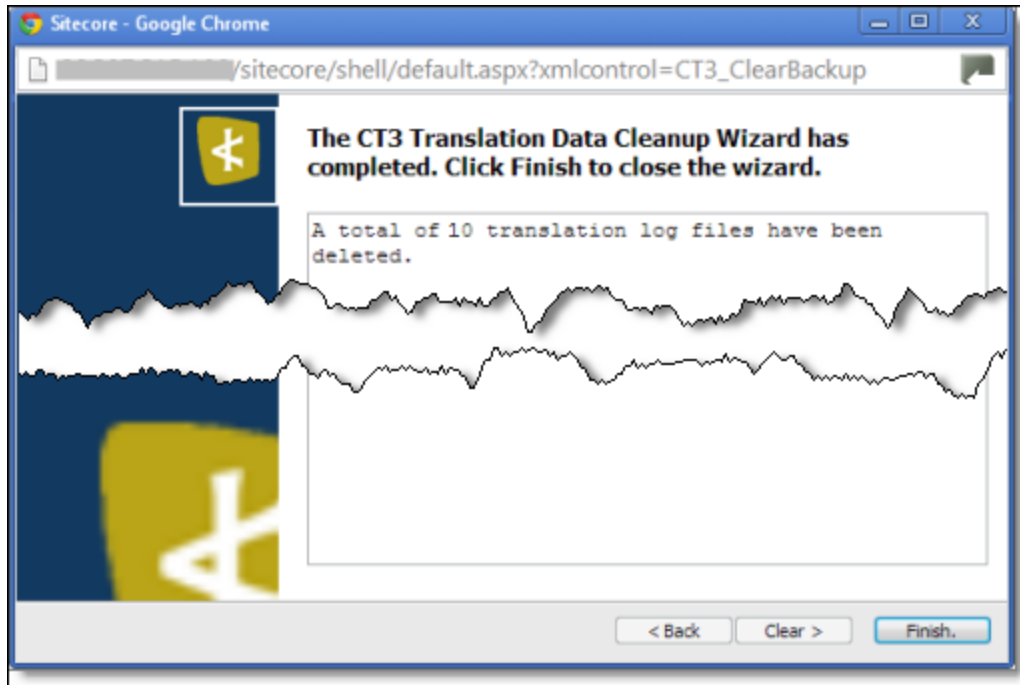 Sitecore - Google Chrome
/sitecore/shell/default.aspx?xmlcontrol=CT3_ClearBackup
The CT3 Translation Data Cleanup Wizard has
completed. Click Finish to close the wizard.
A total of 10 translation log files have been
deleted.
< Back Clear > Finish.